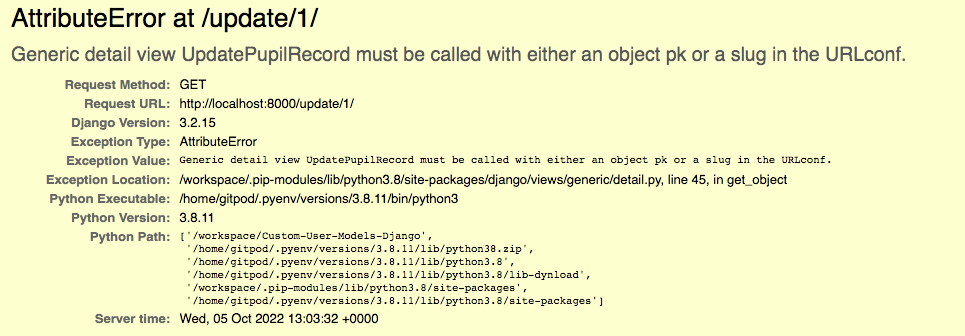 AttributeError at /update/1/
Generic detail view UpdatePupilRecord must be called with either an object pk or a slug in the URLconf.
Request Method: GET
Request URL: http://localhost:8000/update/1/
Django Version: 3.2.15
Exception Type: AttributeError
Exception Value: Generic detail view UpdatePupilRecord must be called with either an object pk or a slug in the URLconf.
Exception Location: /workspace/.pip-modules/lib/python3.8/site-packages/django/views/generic/detail.py, line 45, in get_object
Python Executable: /home/gitpod/.pyenv/versions/3.8.11/bin/python3
Python Version: 3.8.11
Python Path: ['/workspace/Custom-User-Models-Django',
'/home/gitpod/.pyenv/versions/3.8.11/lib/python38.zip',
'/home/gitpod/.pyenv/versions/3.8.11/lib/python3.8',
'/home/gitpod/.pyenv/versions/3.8.11/lib/python3.8/lib-dynload',
'/workspace/.pip-modules/lib/python3.8/site-packages',
'/home/gitpod/.pyenv/versions/3.8.11/lib/python3.8/site-packages']
Server time: Wed, 05 Oct 2022 13:03:32 +0000